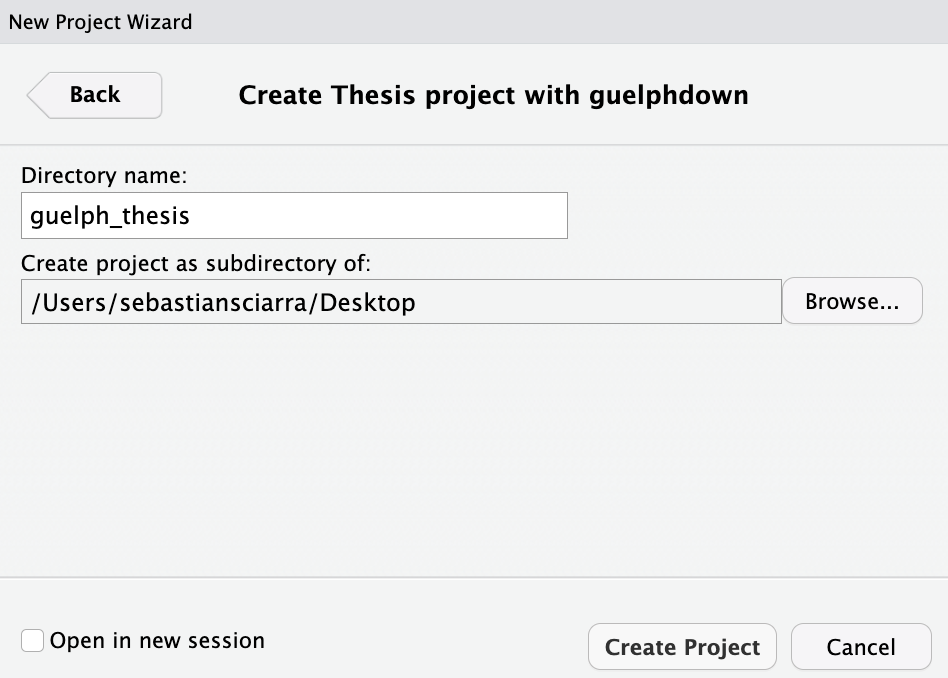 New Project Wizard
Back
Create Thesis project with guelphdown
Directory name:
guelph_thesis
Create project as subdirectory of:
/Users/sebastiansciarra/Desktop
Browse...
Open in new session
Create Project
Cancel